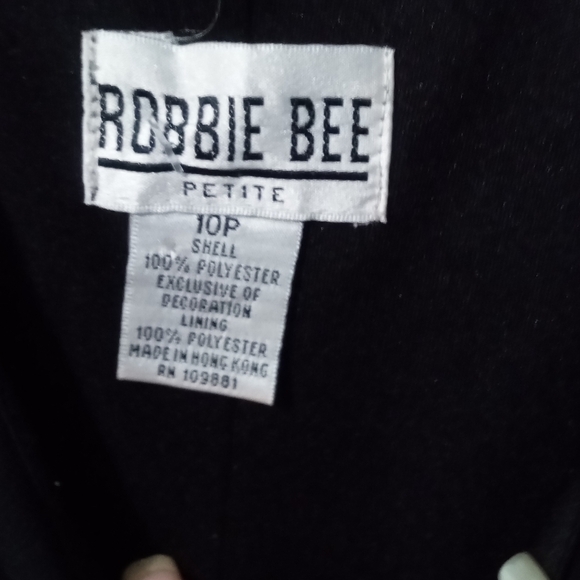 ROBBIE BEE
PETITE
10P
SHELL
100% POLYESTER
EXCLUSIVE OF
DECORATION
LINING
100% POLYESTER
MADE IN HONG KONG
RN 109881